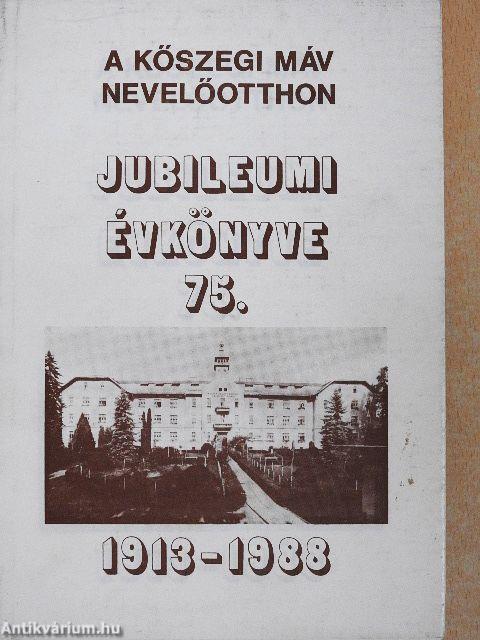 A KŐSZEGI MÁV
NEVELŐOTTHON
JUBILEUMI
ÉVKÖNYVE
75.
1913-1988
Antikvárium.hu